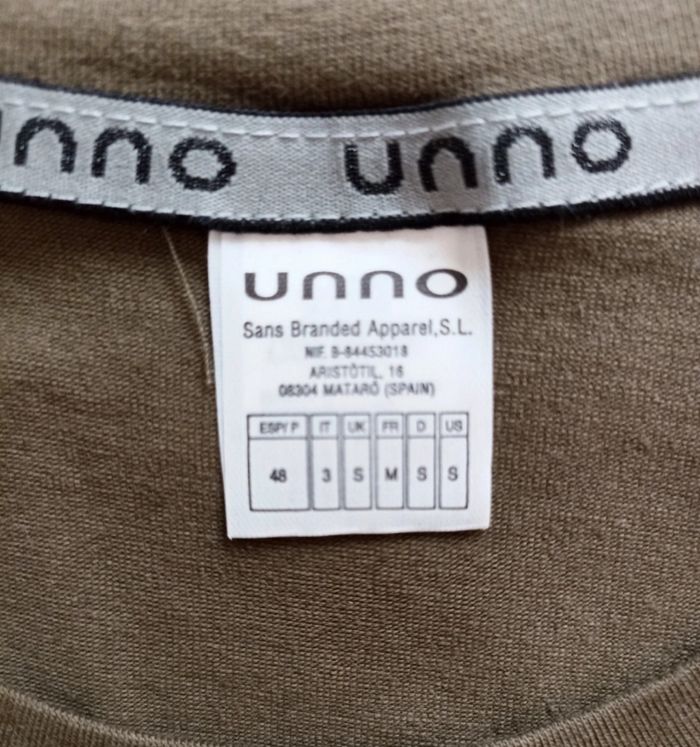 unno unno
unno
Sans Branded Apparel, S.L.
NIF. B-84453018
ARISTÒTIL, 16
08304 MATARÓ (SPAIN)
ESP/P IT UK FR D US
48 3 S M S S